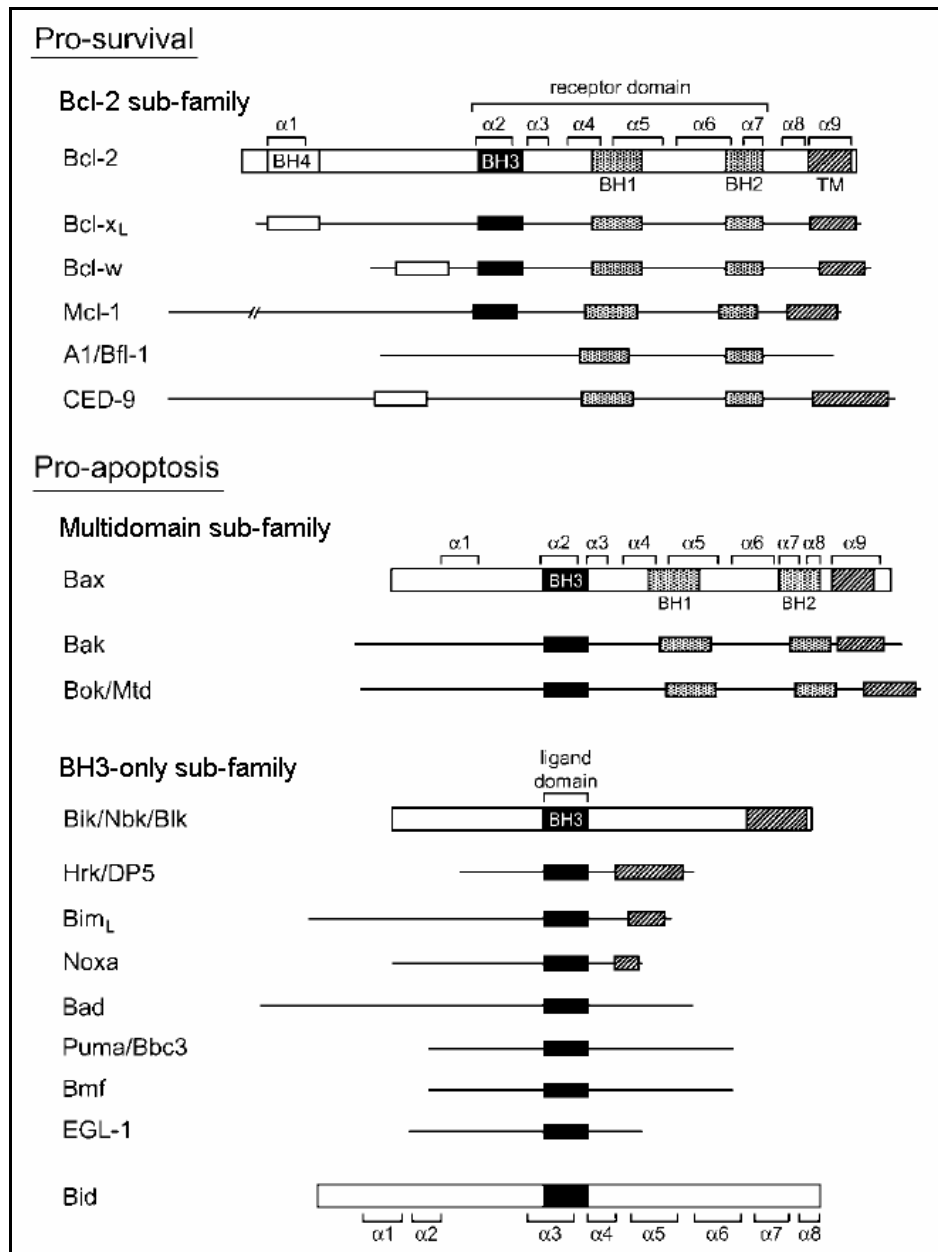 Pro-survival
receptor domain
Bcl-2 sub-family
α1 α2 α3 α4 α5 α6 α7 α8 α9
Bcl-2 BH4 BH3
BH1 BH2 TM
Bcl-xL
Bcl-w
Mcl-1
A1/Bfl-1
CED-9
Pro-apoptosis
Multidomain sub-family
α1 α2 α3 α4 α5 α6 α7 α8 α9
Bax BH3
BH1 BH2
Bak
Bok/Mtd
BH3-only sub-family
ligand
domain
Bik/Nbk/Blk BH3
Hrk/DP5
BimL
Noxa
Bad
Puma/Bbc3
Bmf
EGL-1
Bid
α1 α2 α3 α4 α5 α6 α7 α8